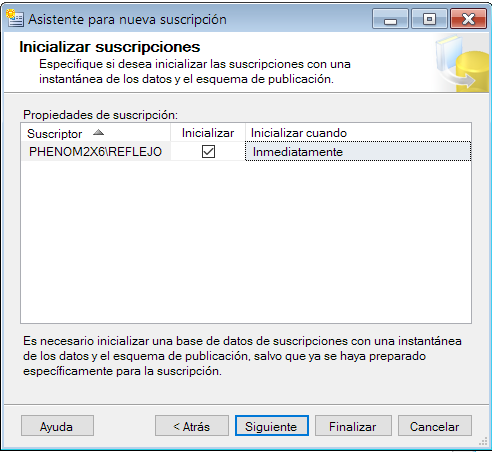 Asistente para nueva suscripción
Inicializar suscripciones
Especifique si desea inicializar las suscripciones con una
instantánea de los datos y el esquema de publicación.
Propiedades de suscripción:
Suscriptor Inicializar Inicializar cuando
PHENOM2X6\REFLEJO Inmediatamente
Es necesario inicializar una base de datos de suscripciones con una instantánea
de los datos y el esquema de publicación, salvo que ya se haya preparado
específicamente para la suscripción.
Ayuda < Atrás Siguiente Finalizar Cancelar